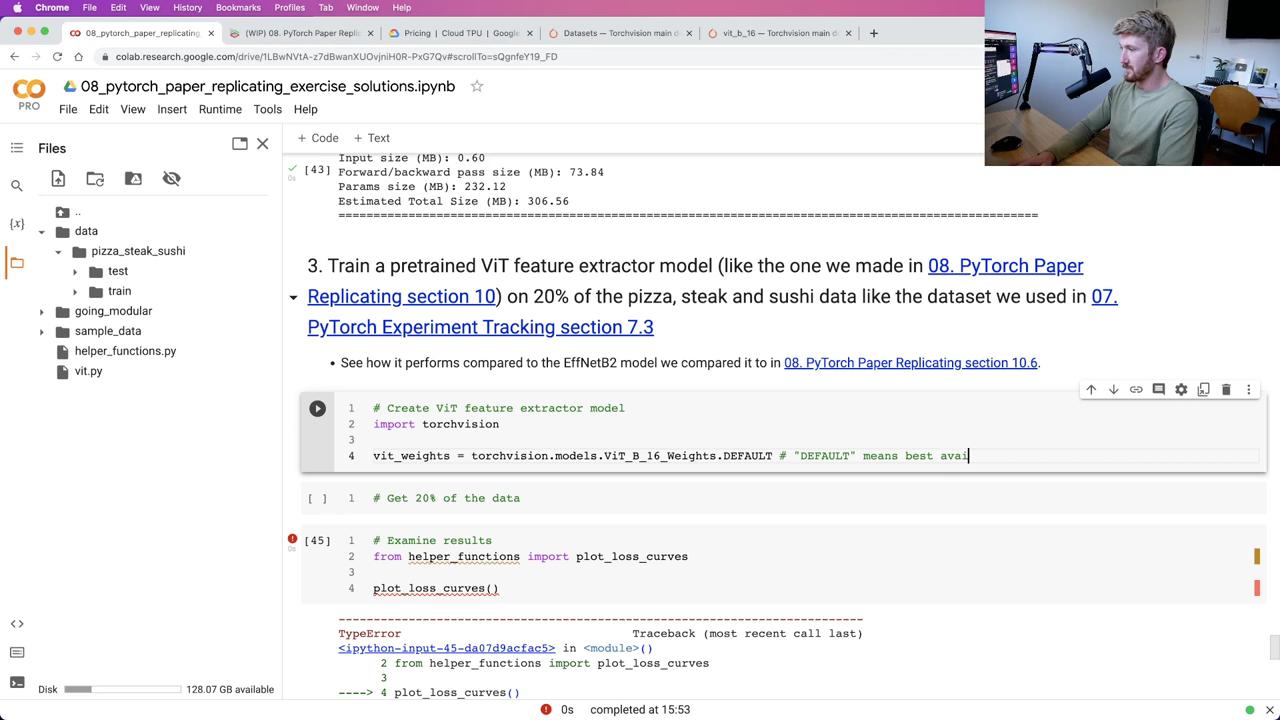 Chrome File Edit View History Bookmarks Profiles Tab Window Help
08_pytorch_paper_replicating_ (WIP) 08. PyTorch Paper Repli Pricing | Cloud TPU | Google Datasets — Torchvision main d vit_b_16 — Torchvision main d
colab.research.google.com/drive/
08_pytorch_paper_replicating_exercise_solutions.ipynb
PRO
File Edit View Insert Runtime Tools Help
Files
+ Code + Text
..
data
pizza_steak_sushi
test
train
going_modular
sample_data
helper_functions.py
vit.py
{x}
Disk 128.07 GB available
Input size (MB): 0.60
[43] Forward/backward pass size (MB): 73.84
0s
Params size (MB): 232.12
Estimated Total Size (MB): 306.56
3. Train a pretrained ViT feature extractor model (like the one we made in 08. PyTorch Paper
Replicating section 10) on 20% of the pizza, steak and sushi data like the dataset we used in 07.
PyTorch Experiment Tracking section 7.3
• See how it performs compared to the EffNetB2 model we compared it to in 08. PyTorch Paper Replicating section 10.6.
1 # Create ViT feature extractor model
2 import torchvision
3
4 vit_weights = torchvision.models.ViT_B_16_Weights.DEFAULT # "DEFAULT" means best avai
[ ] 1 # Get 20% of the data
[45] 1 # Examine results
0s
2 from helper_functions import plot_loss_curves
3
4 plot_loss_curves()
TypeError Traceback (most recent call last)
<ipython-input-45-da07d9acfac5> in <module>()
2 from helper_functions import plot_loss_curves
3
----> 4 plot_loss_curves()
0s completed at 15:53